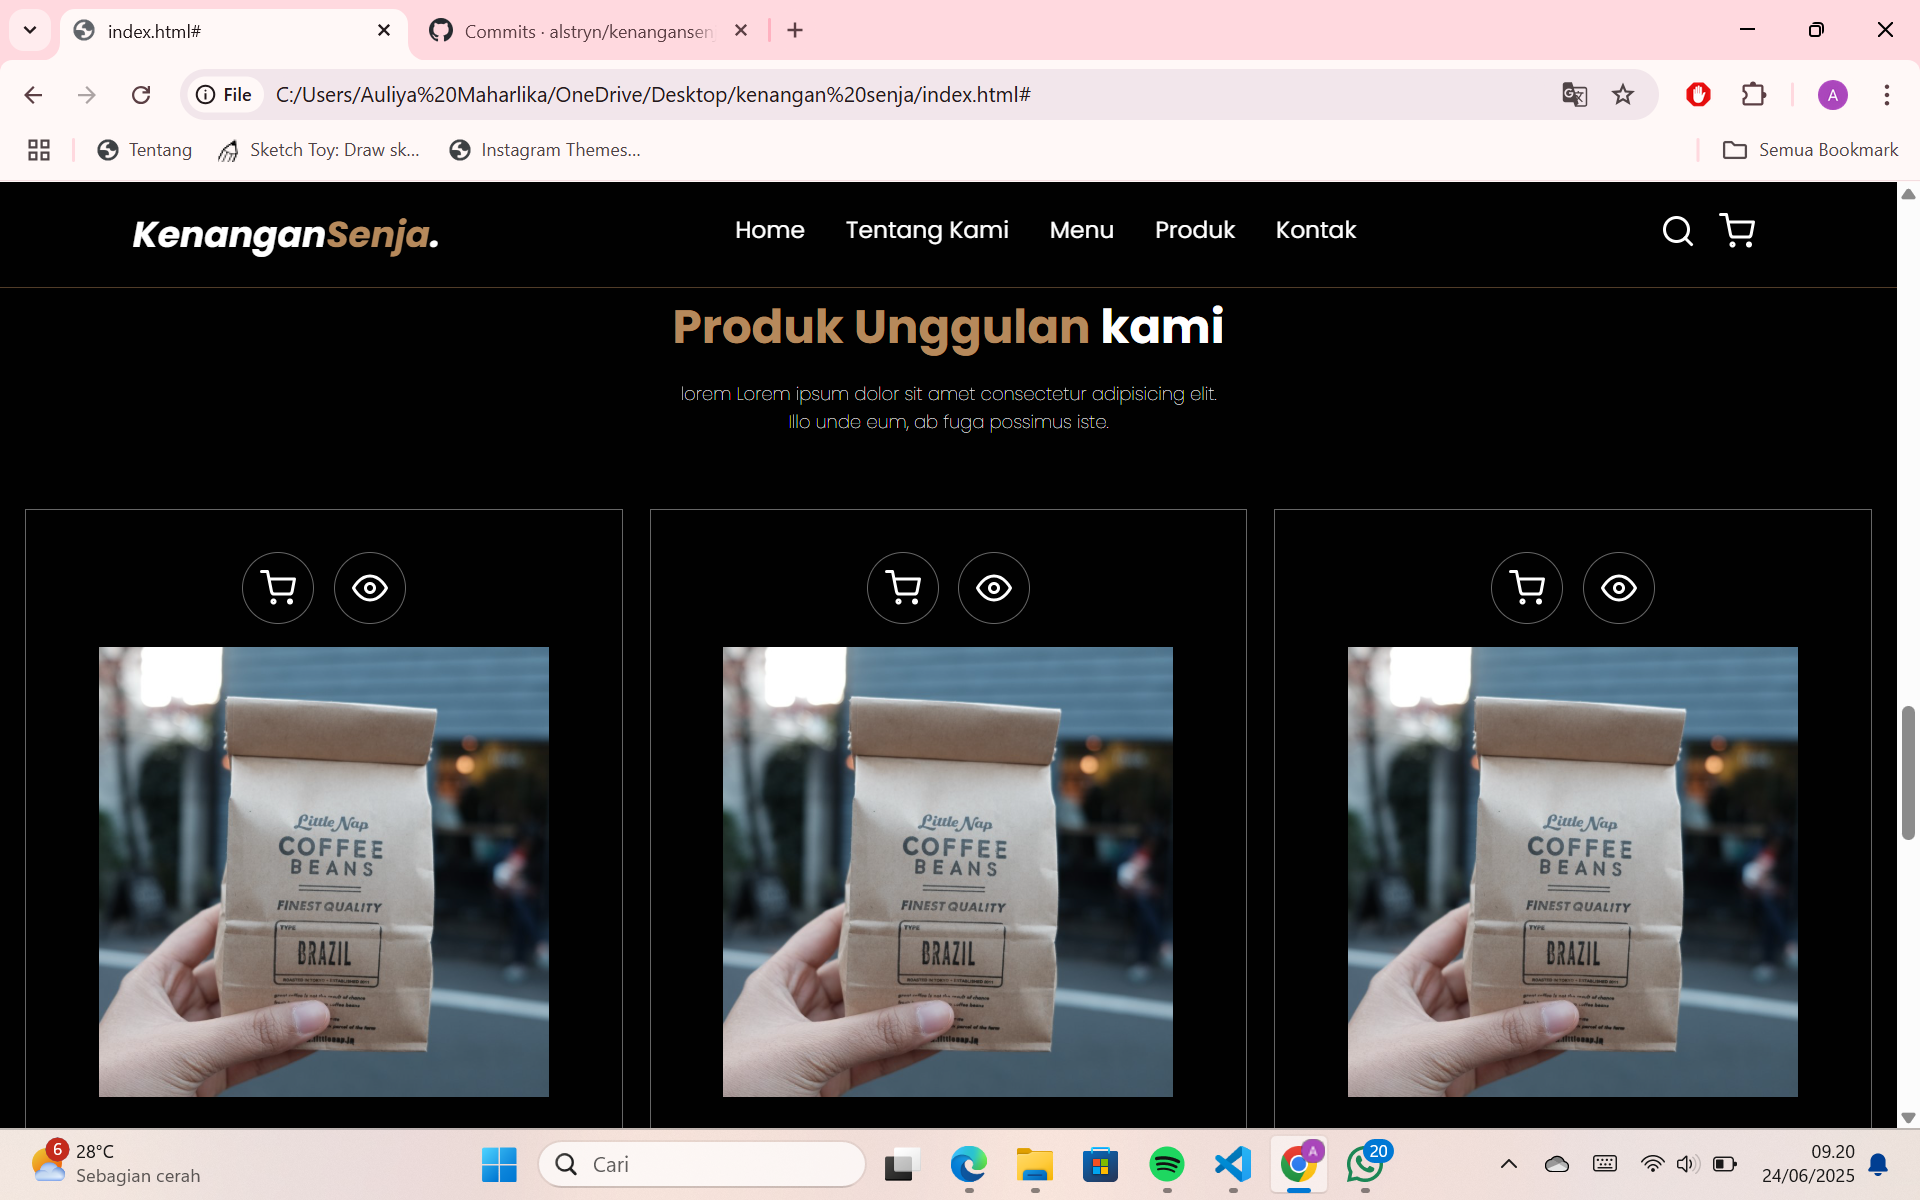 index.html#
Commits · alstryn/kenangansen
File
C:/Users/Auliya%20Maharlika/OneDrive/Desktop/kenangan%20senja/index.html#
A
Tentang
Sketch Toy: Draw sk...
Instagram Themes...
Semua Bookmark
KenanganSenja.
Home
Tentang Kami
Menu
Produk
Kontak
Produk Unggulan kami
lorem Lorem ipsum dolor sit amet consectetur adipisicing elit.
Illo unde eum, ab fuga possimus iste.
Little Nap
COFFEE
BEANS
FINEST QUALITY
TYPE
BRAZIL
Little Nap
COFFEE
BEANS
FINEST QUALITY
TYPE
BRAZIL
Little Nap
COFFEE
BEANS
FINEST QUALITY
TYPE
BRAZIL
6
28°C
Sebagian cerah
Cari
A
20
09.20
24/06/2025